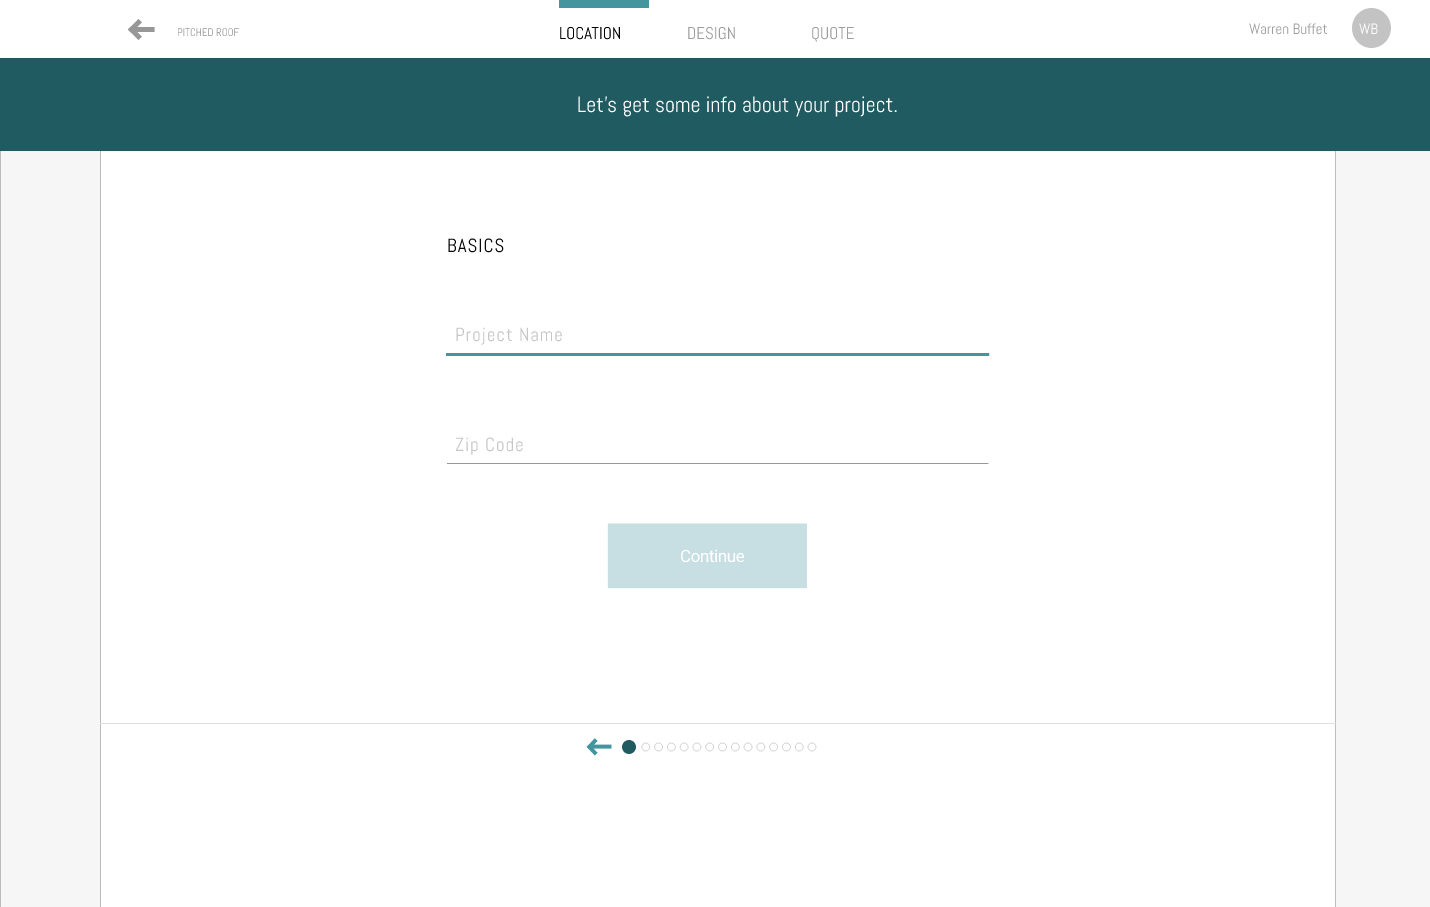 PITCHED ROOF
LOCATION
DESIGN
QUOTE
Warren Buffet
WB
Let's get some info about your project.
BASICS
Project Name
Zip Code
Continue